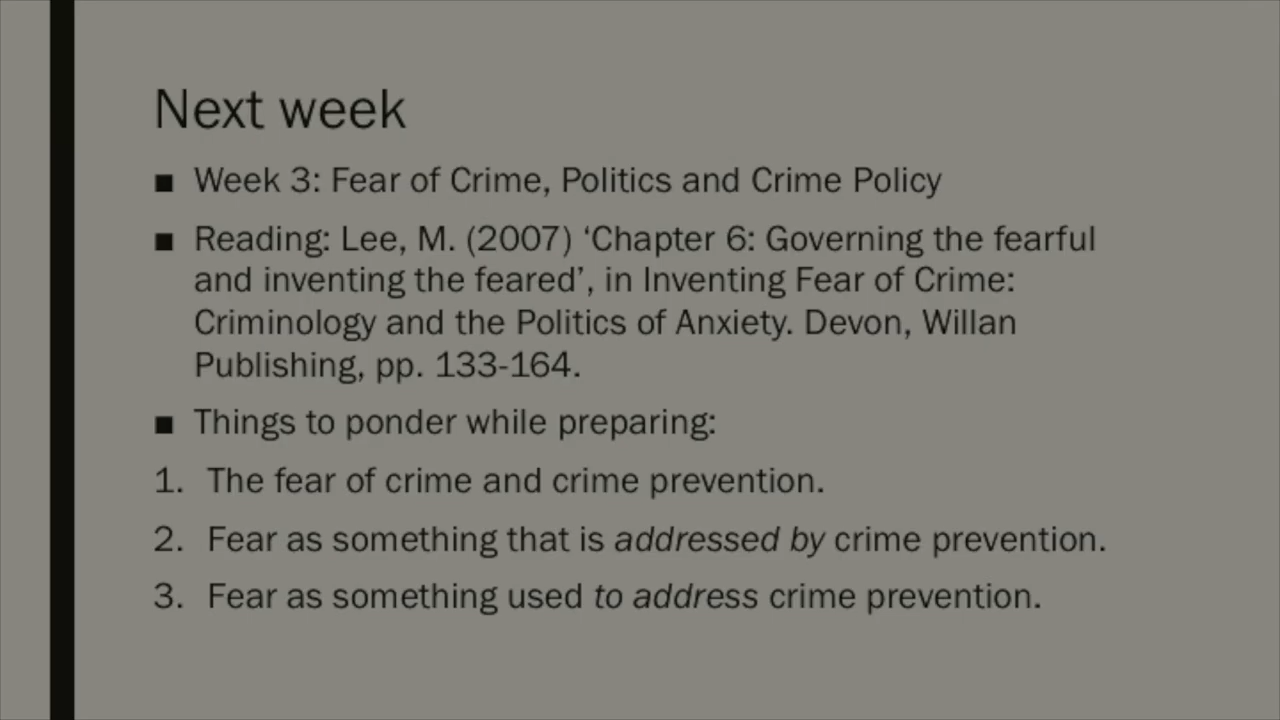 Next week
■ Week 3: Fear of Crime, Politics and Crime Policy
■ Reading: Lee, M. (2007) ‘Chapter 6: Governing the fearful
and inventing the feared’, in Inventing Fear of Crime:
Criminology and the Politics of Anxiety. Devon, Willan
Publishing, pp. 133-164.
■ Things to ponder while preparing:
1. The fear of crime and crime prevention.
2. Fear as something that is addressed by crime prevention.
3. Fear as something used to address crime prevention.